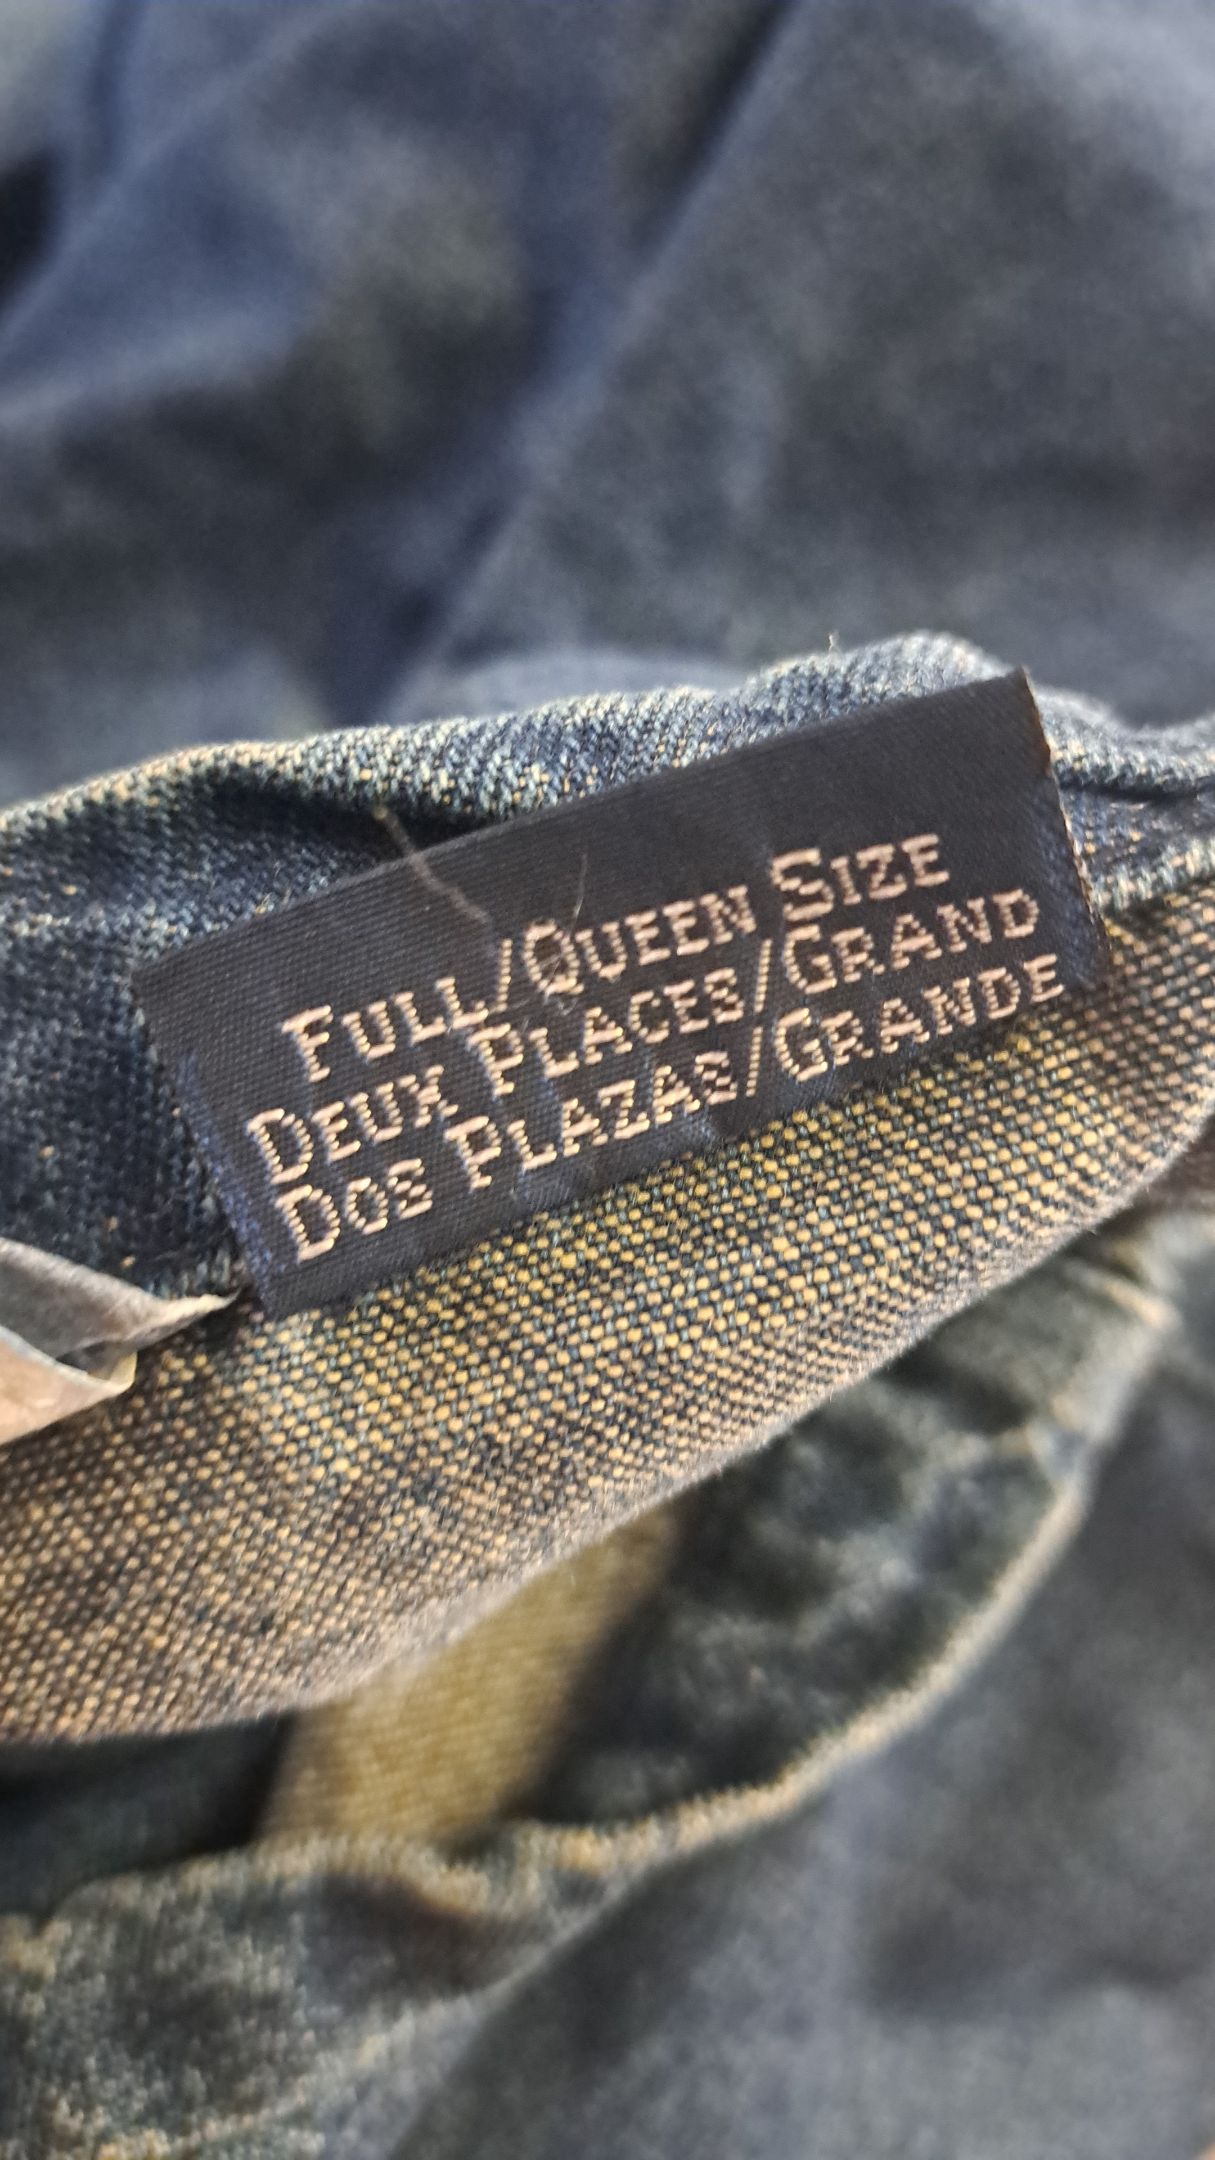 Full/Queen Size
Deux Places/Grand
Dos Plazas/Grande